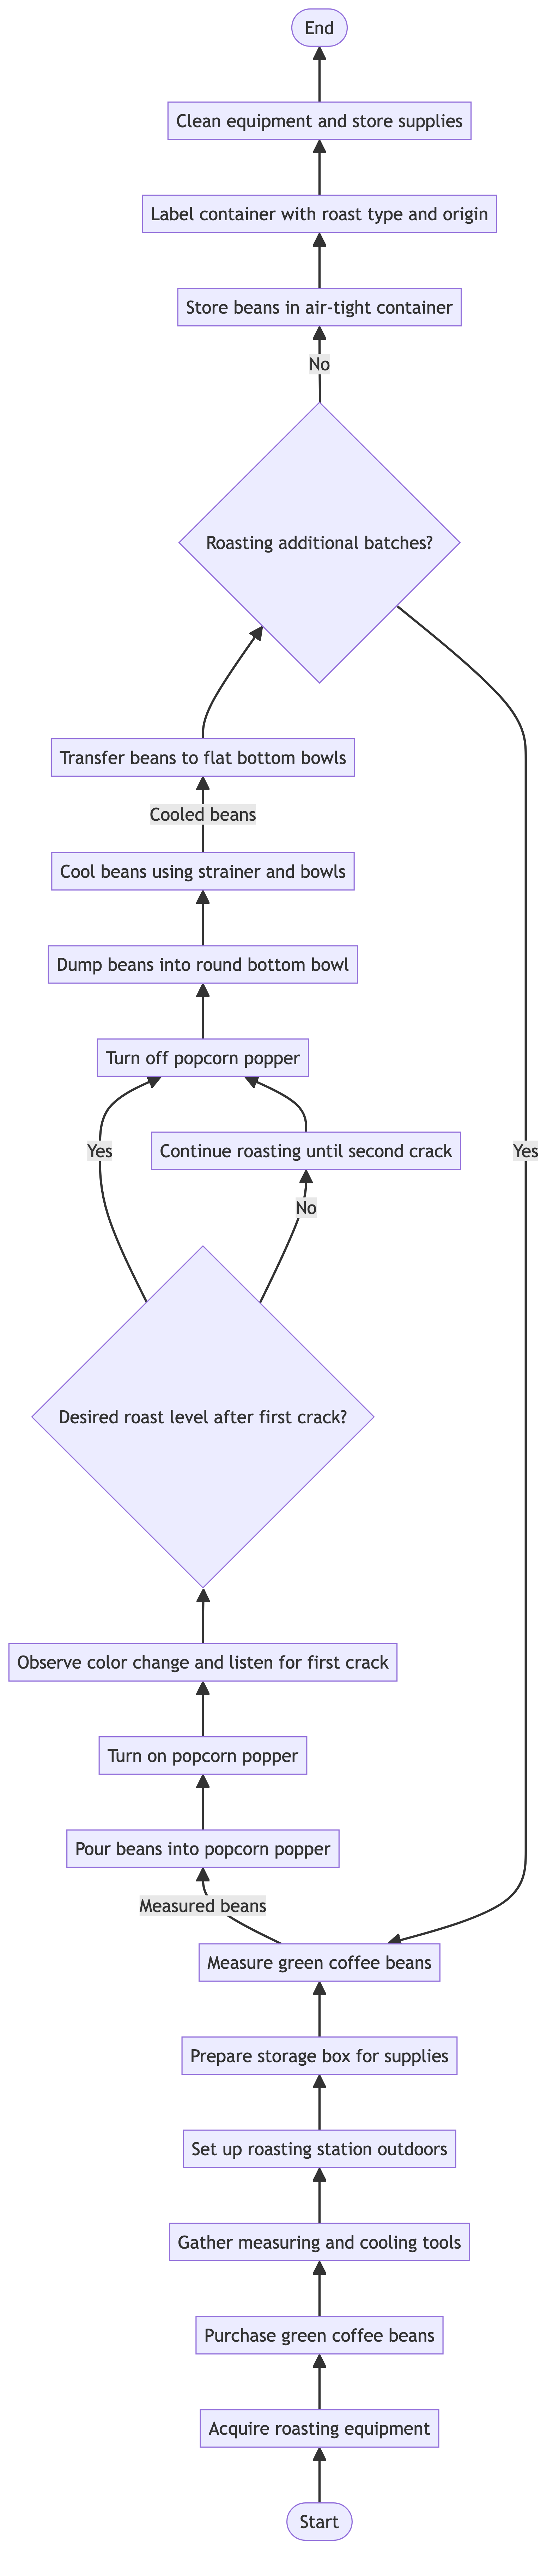 End
Clean equipment and store supplies
Label container with roast type and origin
Store beans in air-tight container
No
Roasting additional batches?
Transfer beans to flat bottom bowls
Cooled beans
Cool beans using strainer and bowls
Dump beans into round bottom bowl
Turn off popcorn popper
Yes
Continue roasting until second crack
Yes
No
Desired roast level after first crack?
Observe color change and listen for first crack
Turn on popcorn popper
Pour beans into popcorn popper
Measured beans
Measure green coffee beans
Prepare storage box for supplies
Set up roasting station outdoors
Gather measuring and cooling tools
Purchase green coffee beans
Acquire roasting equipment
Start